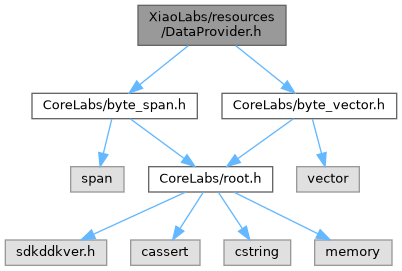 XiaoLabs/resources
/DataProvider.h
CoreLabs/byte_span.h
CoreLabs/byte_vector.h
span
CoreLabs/root.h
vector
sdkddkver.h
cassert
cstring
memory